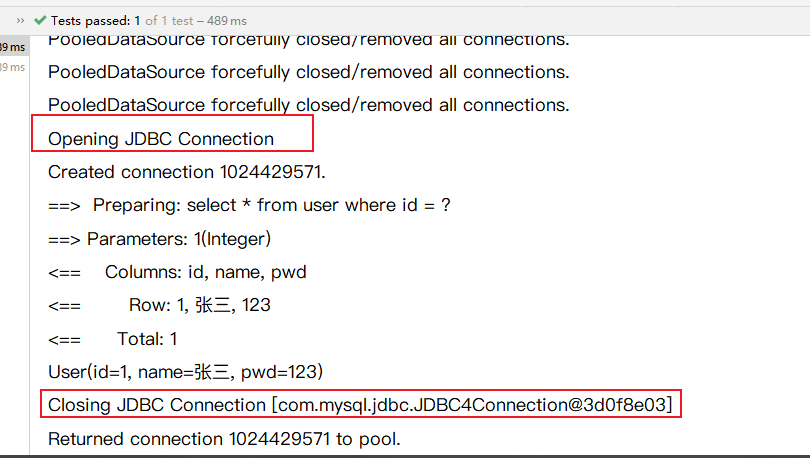 » ✔ Tests passed: 1 of 1 test – 489 ms
39 ms
39 ms
PooledDataSource forcefully closed/removed all connections.
PooledDataSource forcefully closed/removed all connections.
PooledDataSource forcefully closed/removed all connections.
Opening JDBC Connection
Created connection 1024429571.
==> Preparing: select * from user where id = ?
==> Parameters: 1(Integer)
<== Columns: id, name, pwd
<== Row: 1, 张三, 123
<== Total: 1
User(id=1, name=张三, pwd=123)
Closing JDBC Connection [com.mysql.jdbc.JDBC4Connection@3d0f8e03]
Returned connection 1024429571 to pool.